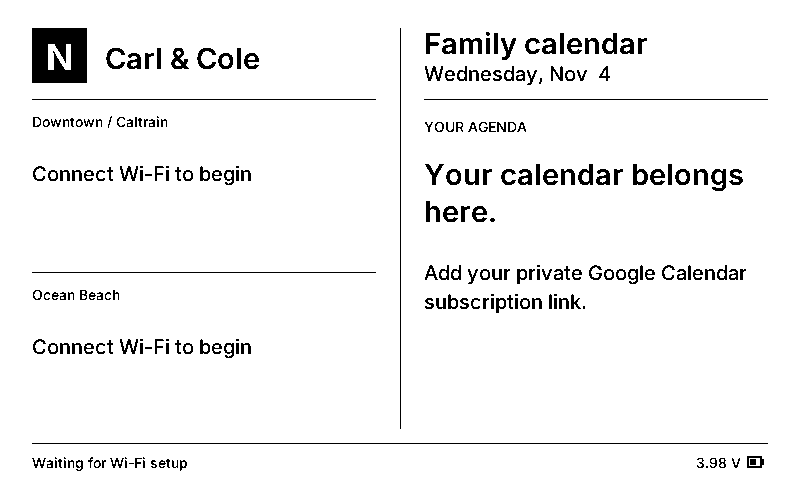 N Carl & Cole
Downtown / Caltrain
Connect Wi-Fi to begin
Ocean Beach
Connect Wi-Fi to begin
Family calendar
Wednesday, Nov  4
YOUR AGENDA
Your calendar belongs
here.
Add your private Google Calendar
subscription link.
Waiting for Wi-Fi setup
3.98 V